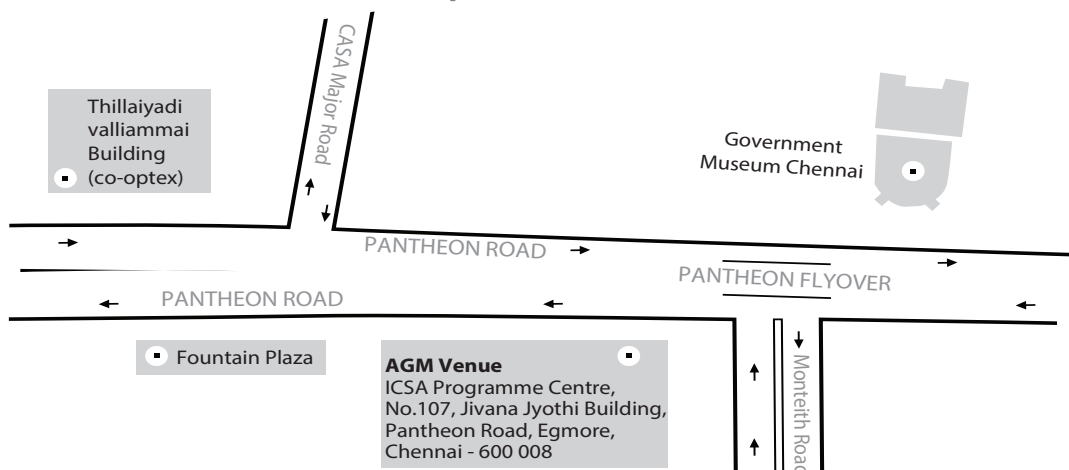 CASA Major Road
Thillaiyadi
valliammai
Building
(co-optex)
Government
Museum Chennai
PANTHEON ROAD
PANTHEON FLYOVER
PANTHEON ROAD
Fountain Plaza
AGM Venue
ICSA Programme Centre,
No.107, Jivana Jyothi Building,
Pantheon Road, Egmore,
Chennai - 600 008
Monteith Road